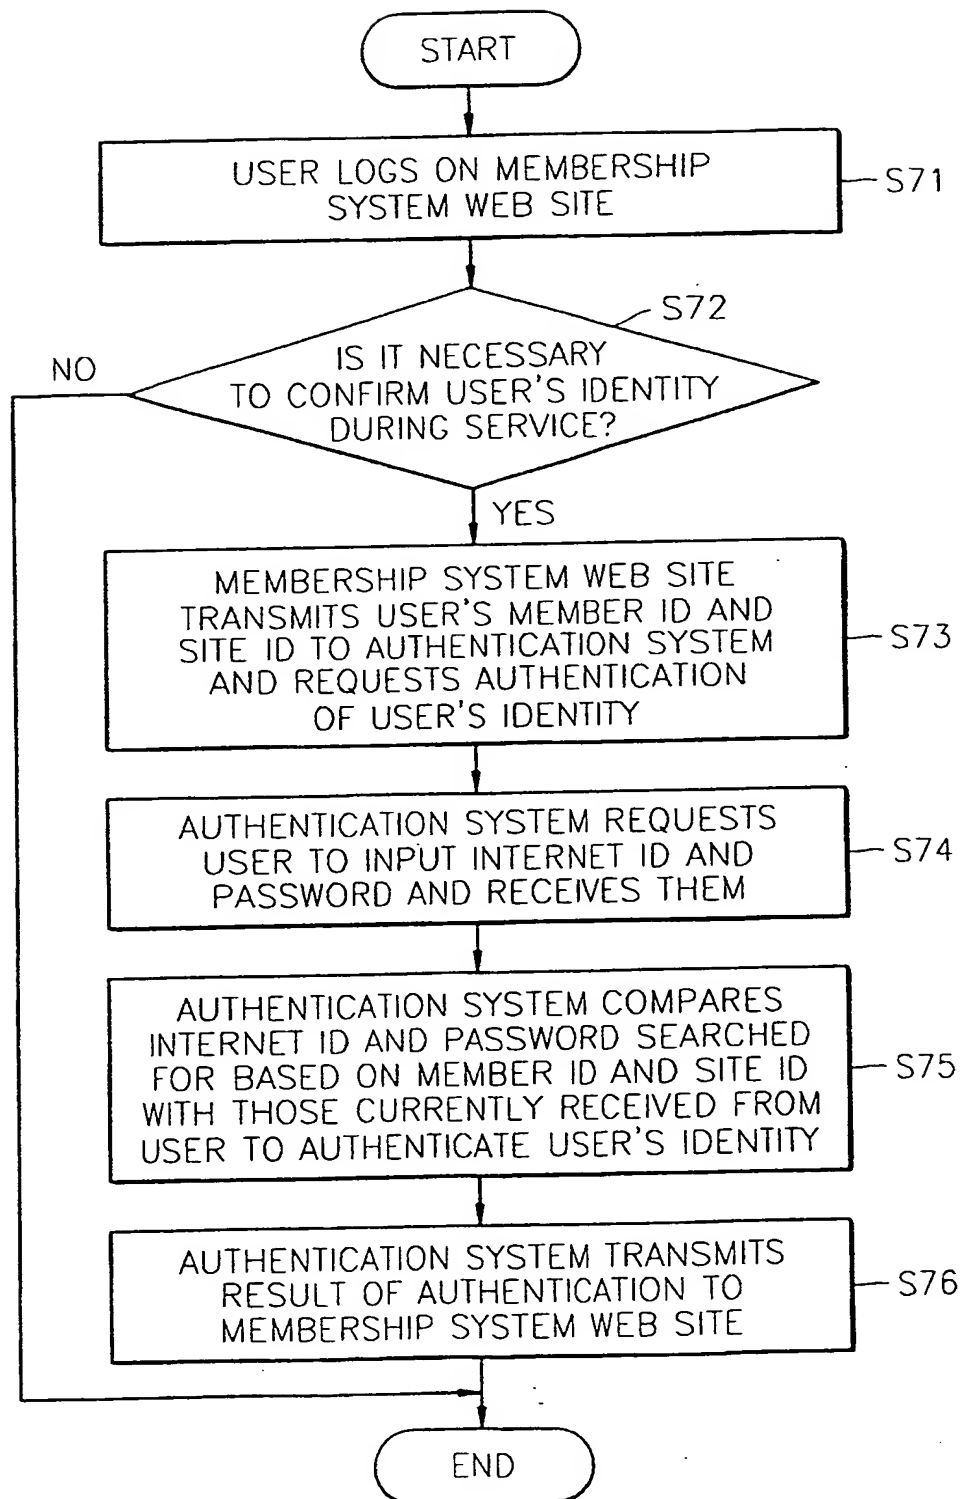 START
USER LOGS ON MEMBERSHIP
SYSTEM WEB SITE
S71
S72
IS IT NECESSARY
TO CONFIRM USER'S IDENTITY
DURING SERVICE?
NO
YES
MEMBERSHIP SYSTEM WEB SITE
TRANSMITS USER'S MEMBER ID AND
SITE ID TO AUTHENTICATION SYSTEM
AND REQUESTS AUTHENTICATION
OF USER'S IDENTITY
S73
AUTHENTICATION SYSTEM REQUESTS
USER TO INPUT INTERNET ID AND
PASSWORD AND RECEIVES THEM
S74
AUTHENTICATION SYSTEM COMPARES
INTERNET ID AND PASSWORD SEARCHED
FOR BASED ON MEMBER ID AND SITE ID
WITH THOSE CURRENTLY RECEIVED FROM
USER TO AUTHENTICATE USER'S IDENTITY
S75
AUTHENTICATION SYSTEM TRANSMITS
RESULT OF AUTHENTICATION TO
MEMBERSHIP SYSTEM WEB SITE
S76
END